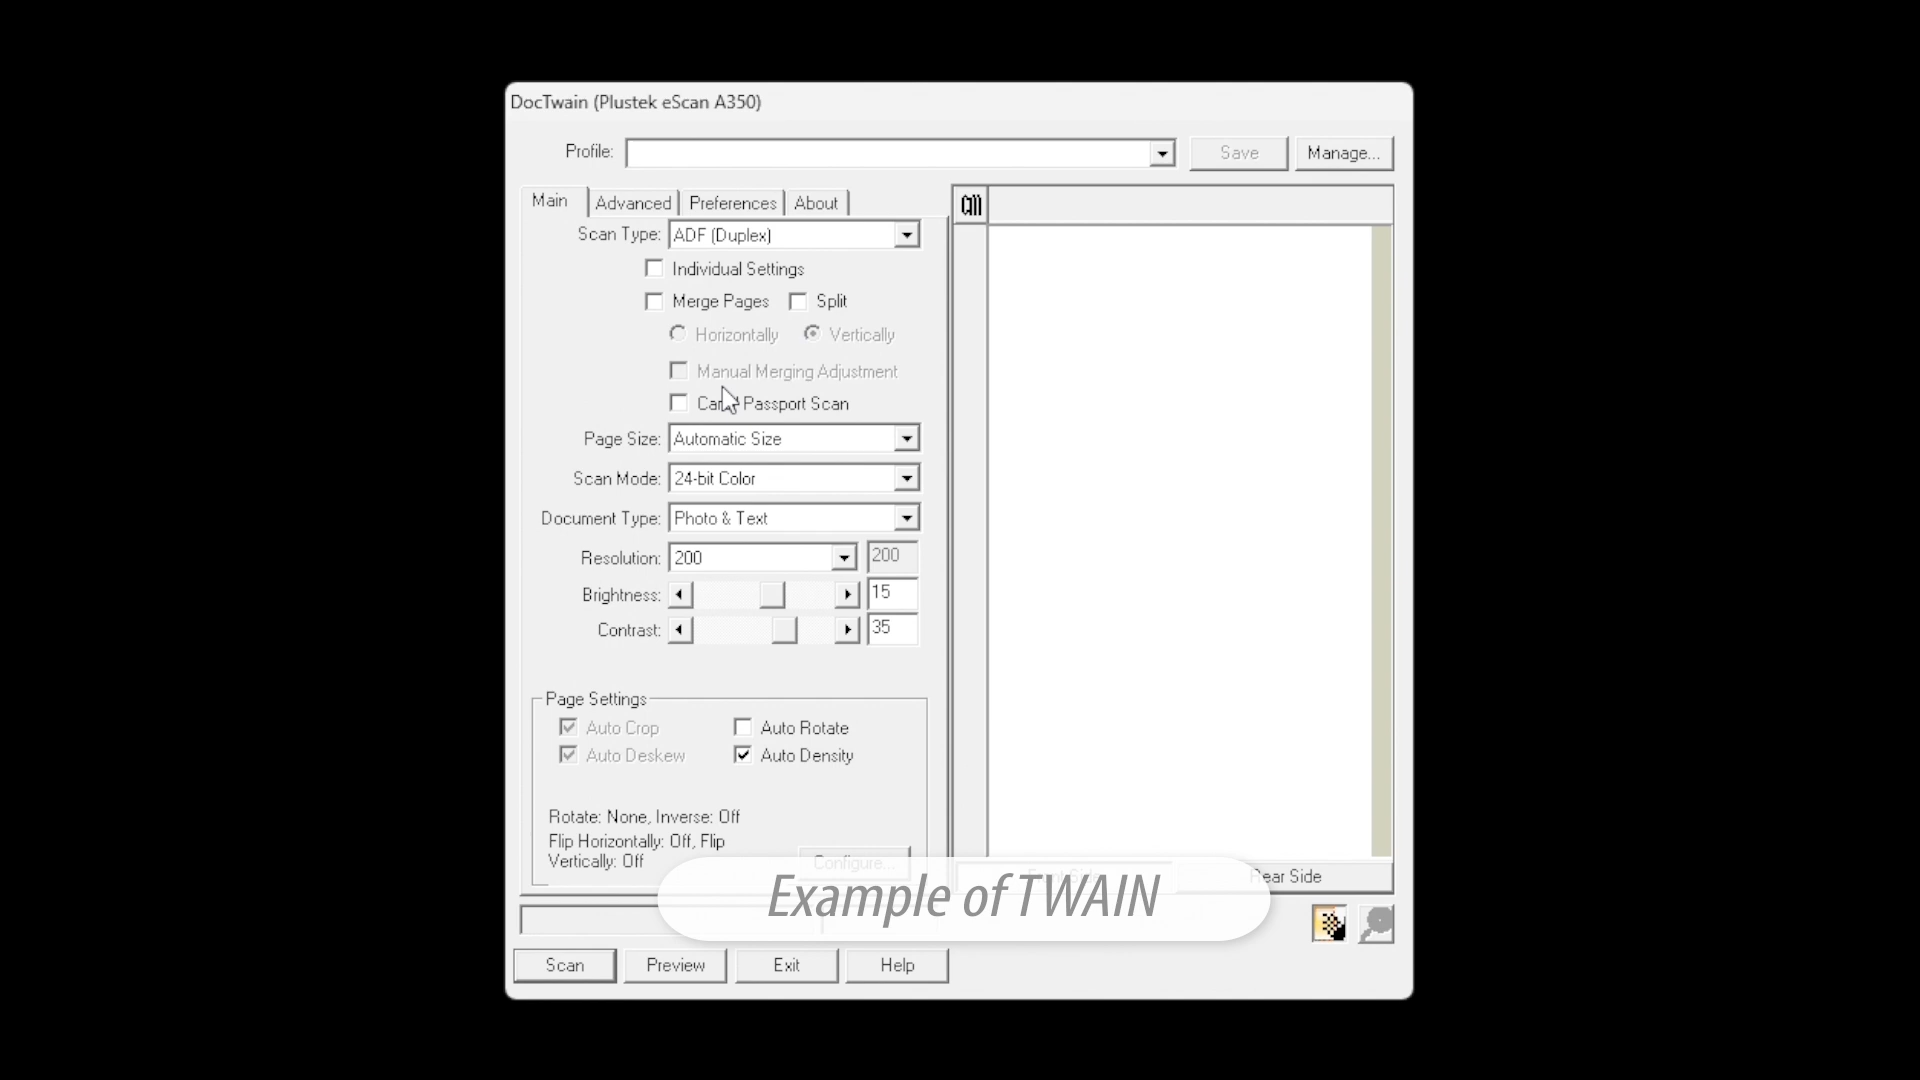 DocTwain (Plustek eScan A350)
Profile: Save Manage...
Main Advanced Preferences About
Scan Type: ADF (Duplex)
Individual Settings
Merge Pages Split
Horizontally Vertically
Manual Merging Adjustment
Passport Scan
Page Size: Automatic Size
Scan Mode: 24-bit Color
Document Type: Photo & Text
Resolution: 200 200
Brightness: 15
Contrast: 35
Page Settings
Auto Crop Auto Rotate
Auto Deskew Auto Density
Rotate: None, Inverse: Off
Flip Horizontally: Off, Flip
Vertically: Off
Configure...
Rear Side
Example of TWAIN
Scan Preview Exit Help